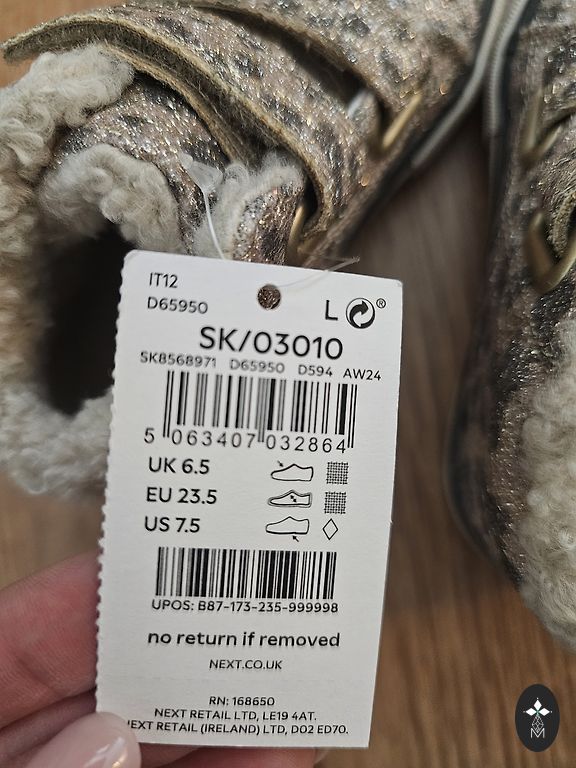 IT12
D65950
L ®
SK/03010
SK8568971 D65950 D594 AW24
5 063407 032864
UK 6.5
EU 23.5
US 7.5
UPOS: B87-173-235-999998
no return if removed
NEXT.CO.UK
RN: 168650
NEXT RETAIL LTD, LE19 4AT.
NEXT RETAIL (IRELAND) LTD, D02 ED70.
M